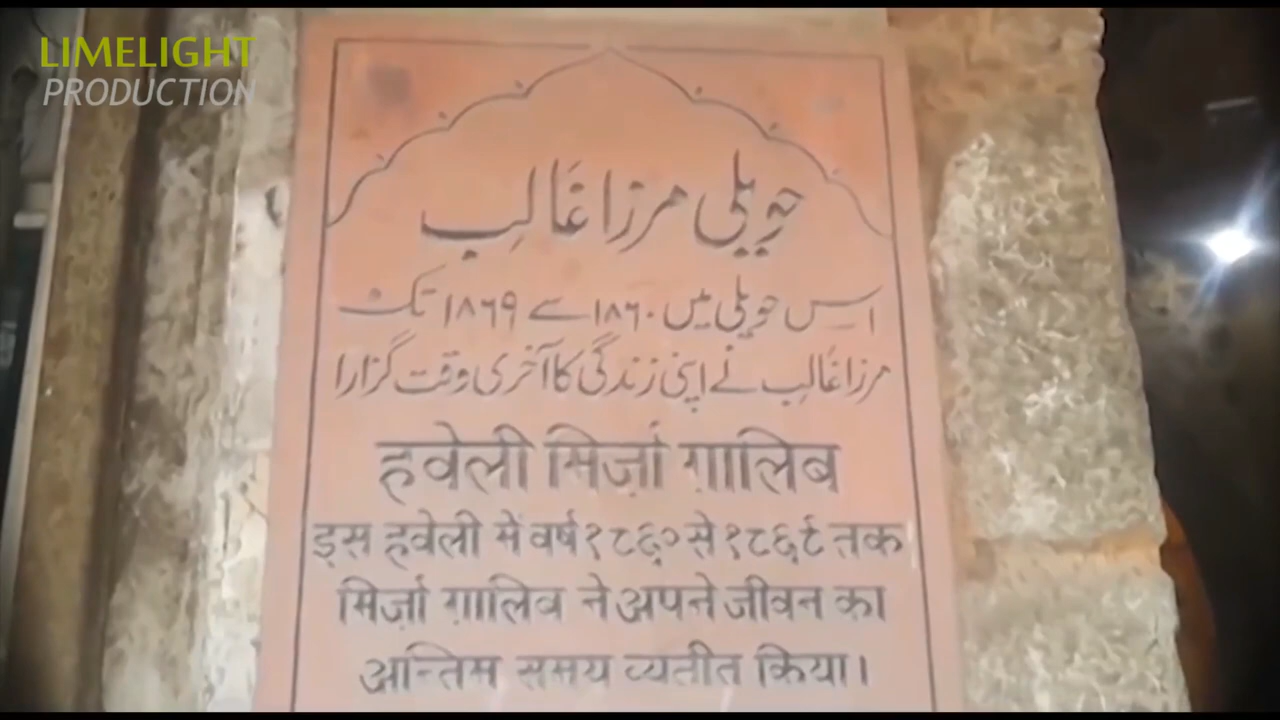 LIMELIGHT
PRODUCTION
حویلی مرزا غالب
اس حویلی میں ۱۸۶۰ سے ۱۸۶۹ تک
مرزا غالب نے اپنی زندگی کا آخری وقت گزارا
हवेली मिर्ज़ा ग़ालिब
इस हवेली में वर्ष १८६० से १८६९ तक
मिर्ज़ा ग़ालिब ने अपने जीवन का
अन्तिम समय व्यतीत किया।